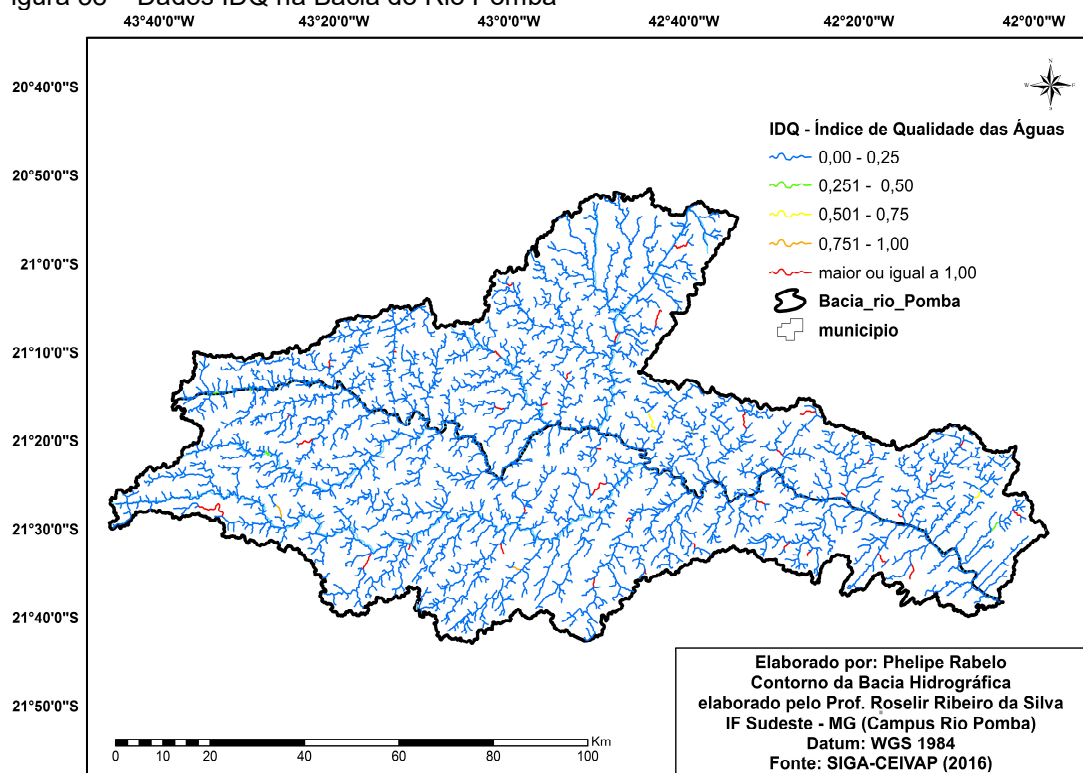 igura 38 – Dados IDQ na Bacia do Rio Pomba
43°40'0"W 43°20'0"W 43°0'0"W 42°40'0"W 42°20'0"W 42°0'0"W
20°40'0"S
N
W E
S
IDQ - Índice de Qualidade das Águas
0,00 - 0,25
20°50'0"S
0,251 - 0,50
0,501 - 0,75
0,751 - 1,00
21°0'0"S
maior ou igual a 1,00
Bacia_rio_Pomba
municipio
21°10'0"S
21°20'0"S
21°30'0"S
21°40'0"S
21°50'0"S
Elaborado por: Phelipe Rabelo
Contorno da Bacia Hidrográfica
elaborado pelo Prof. Roselir Ribeiro da Silva
IF Sudeste - MG (Campus Rio Pomba)
Datum: WGS 1984
Fonte: SIGA-CEIVAP (2016)
Km
0 10 20 40 60 80 100